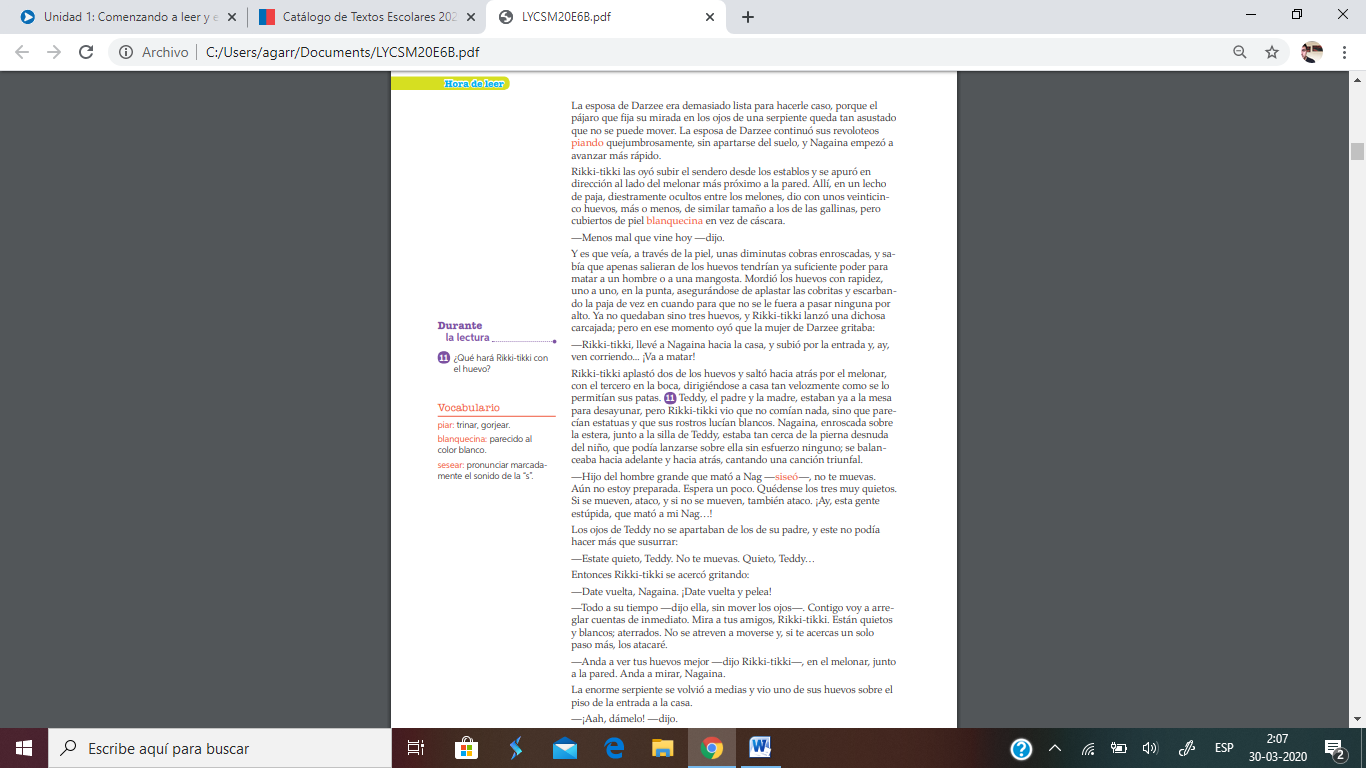 Unidad 1: Comenzando a leer y e
Catálogo de Textos Escolares 202
LYCSM20E6B.pdf
Archivo
C:/Users/agarr/Documents/LYCSM20E6B.pdf
Hora de leer
La esposa de Darzee era demasiado lista para hacerle caso, porque el
pájaro que fija su mirada en los ojos de una serpiente queda tan asustado
que no se puede mover. La esposa de Darzee continuó sus revoloteos
piando quejumbrosamente, sin apartarse del suelo, y Nagaina empezó a
avanzar más rápido.
Rikki-tikki las oyó subir el sendero desde los establos y se apuró en
dirección al lado del melonar más próximo a la pared. Allí, en un lecho
de paja, diestramente ocultos entre los melones, dio con unos veinticin-
co huevos, más o menos, de similar tamaño a los de las gallinas, pero
cubiertos de piel blanquecina en vez de cáscara.
—Menos mal que vine hoy —dijo.
Y es que veía, a través de la piel, unas diminutas cobras enroscadas, y sa-
bía que apenas salieran de los huevos tendrían ya suficiente poder para
matar a un hombre o a una mangosta. Mordió los huevos con rapidez,
uno a uno, en la punta, asegurándose de aplastar las cobritas y escarban-
do la paja de vez en cuando para que no se le fuera a pasar ninguna por
alto. Ya no quedaban sino tres huevos, y Rikki-tikki lanzó una dichosa
carcajada; pero en ese momento oyó que la mujer de Darzee gritaba:
—Rikki-tikki, llevé a Nagaina hacia la casa, y subió por la entrada y, ay,
ven corriendo... ¡Va a matar!
Rikki-tikki aplastó dos de los huevos y saltó hacia atrás por el melonar,
con el tercero en la boca, dirigiéndose a casa tan velozmente como se lo
permitían sus patas. 11 Teddy, el padre y la madre, estaban ya a la mesa
para desayunar, pero Rikki-tikki vio que no comían nada, sino que pare-
cían estatuas y que sus rostros lucían blancos. Nagaina, enroscada sobre
la estera, junto a la silla de Teddy, estaba tan cerca de la pierna desnuda
del niño, que podía lanzarse sobre ella sin esfuerzo ninguno; se balan-
ceaba hacia adelante y hacia atrás, cantando una canción triunfal.
—Hijo del hombre grande que mató a Nag —siseó—, no te muevas.
Aún no estoy preparada. Espera un poco. Quédense los tres muy quietos.
Si se mueven, ataco, y si no se mueven, también ataco. ¡Ay, esta gente
estúpida, que mató a mi Nag…!
Los ojos de Teddy no se apartaban de los de su padre, y este no podía
hacer más que susurrar:
—Estate quieto, Teddy. No te muevas. Quieto, Teddy…
Entonces Rikki-tikki se acercó gritando:
—Date vuelta, Nagaina. ¡Date vuelta y pelea!
—Todo a su tiempo —dijo ella, sin mover los ojos—. Contigo voy a arre-
glar cuentas de inmediato. Mira a tus amigos, Rikki-tikki. Están quietos
y blancos; aterrados. No se atreven a moverse y, si te acercas un solo
paso más, los atacaré.
—Anda a ver tus huevos mejor —dijo Rikki-tikki—, en el melonar, junto
a la pared. Anda a mirar, Nagaina.
La enorme serpiente se volvió a medias y vio uno de sus huevos sobre el
piso de la entrada a la casa.
—¡Aah, dámelo! —dijo.
Durante
la lectura
11 ¿Qué hará Rikki-tikki con
el huevo?
Vocabulario
piar: trinar, gorjear.
blanquecina: parecido al
color blanco.
sesear: pronunciar marcada-
mente el sonido de la "s".
Escribe aquí para buscar
ESP
2:07
30-03-2020
2